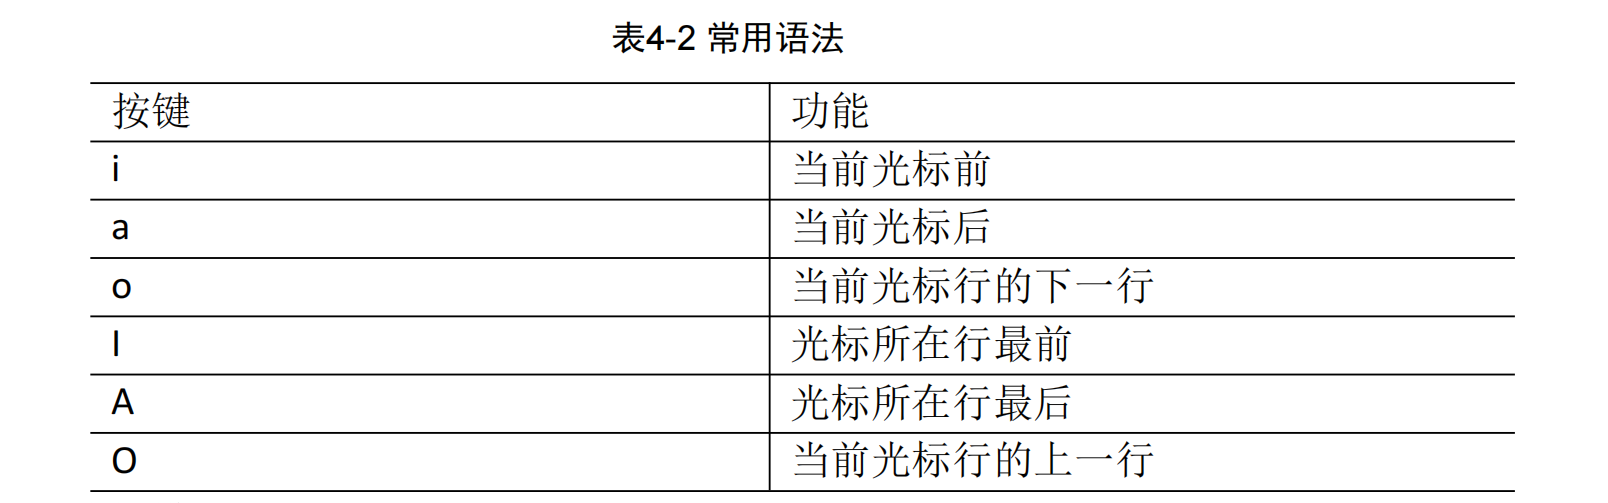 表4-2 常用语法
按键 功能
i 当前光标前
a 当前光标后
o 当前光标行的下一行
I 光标所在行最前
A 光标所在行最后
O 当前光标行的上一行